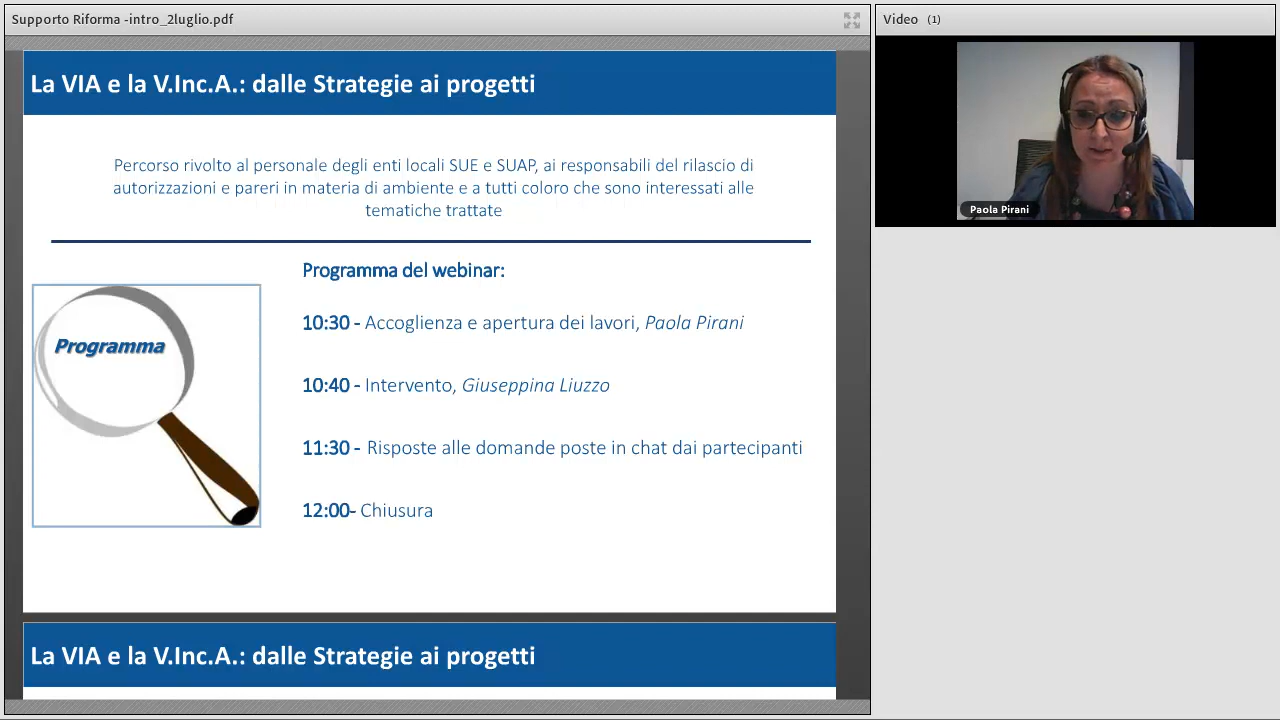 Supporto Riforma -intro_2luglio.pdf
Video (1)
La VIA e la V.Inc.A.: dalle Strategie ai progetti
Percorso rivolto al personale degli enti locali SUE e SUAP, ai responsabili del rilascio di
autorizzazioni e pareri in materia di ambiente e a tutti coloro che sono interessati alle
tematiche trattate
Programma del webinar:
Programma
10:30 - Accoglienza e apertura dei lavori, Paola Pirani
10:40 - Intervento, Giuseppina Liuzzo
11:30 - Risposte alle domande poste in chat dai partecipanti
12:00- Chiusura
La VIA e la V.Inc.A.: dalle Strategie ai progetti
Paola Pirani